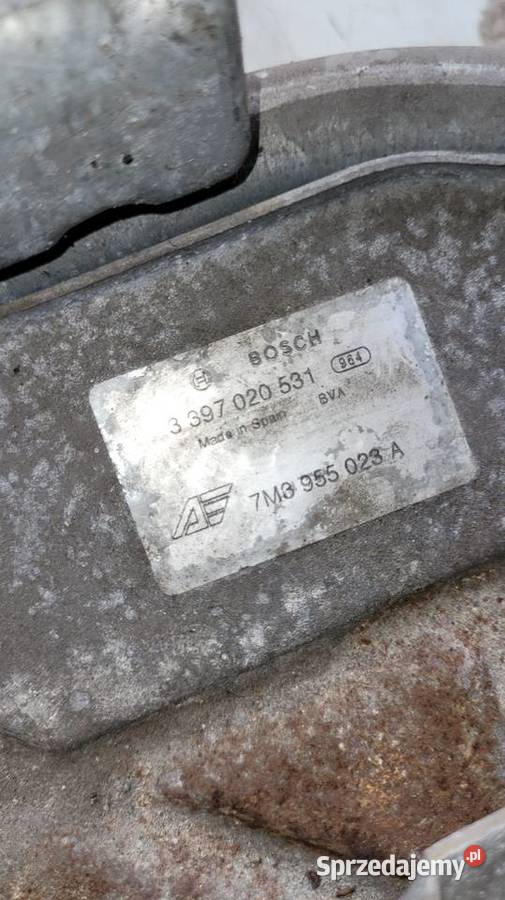 BOSCH
3 397 020 531 964
Made in Spain BVA
7M3 955 023 A
Sprzedajemy.pl